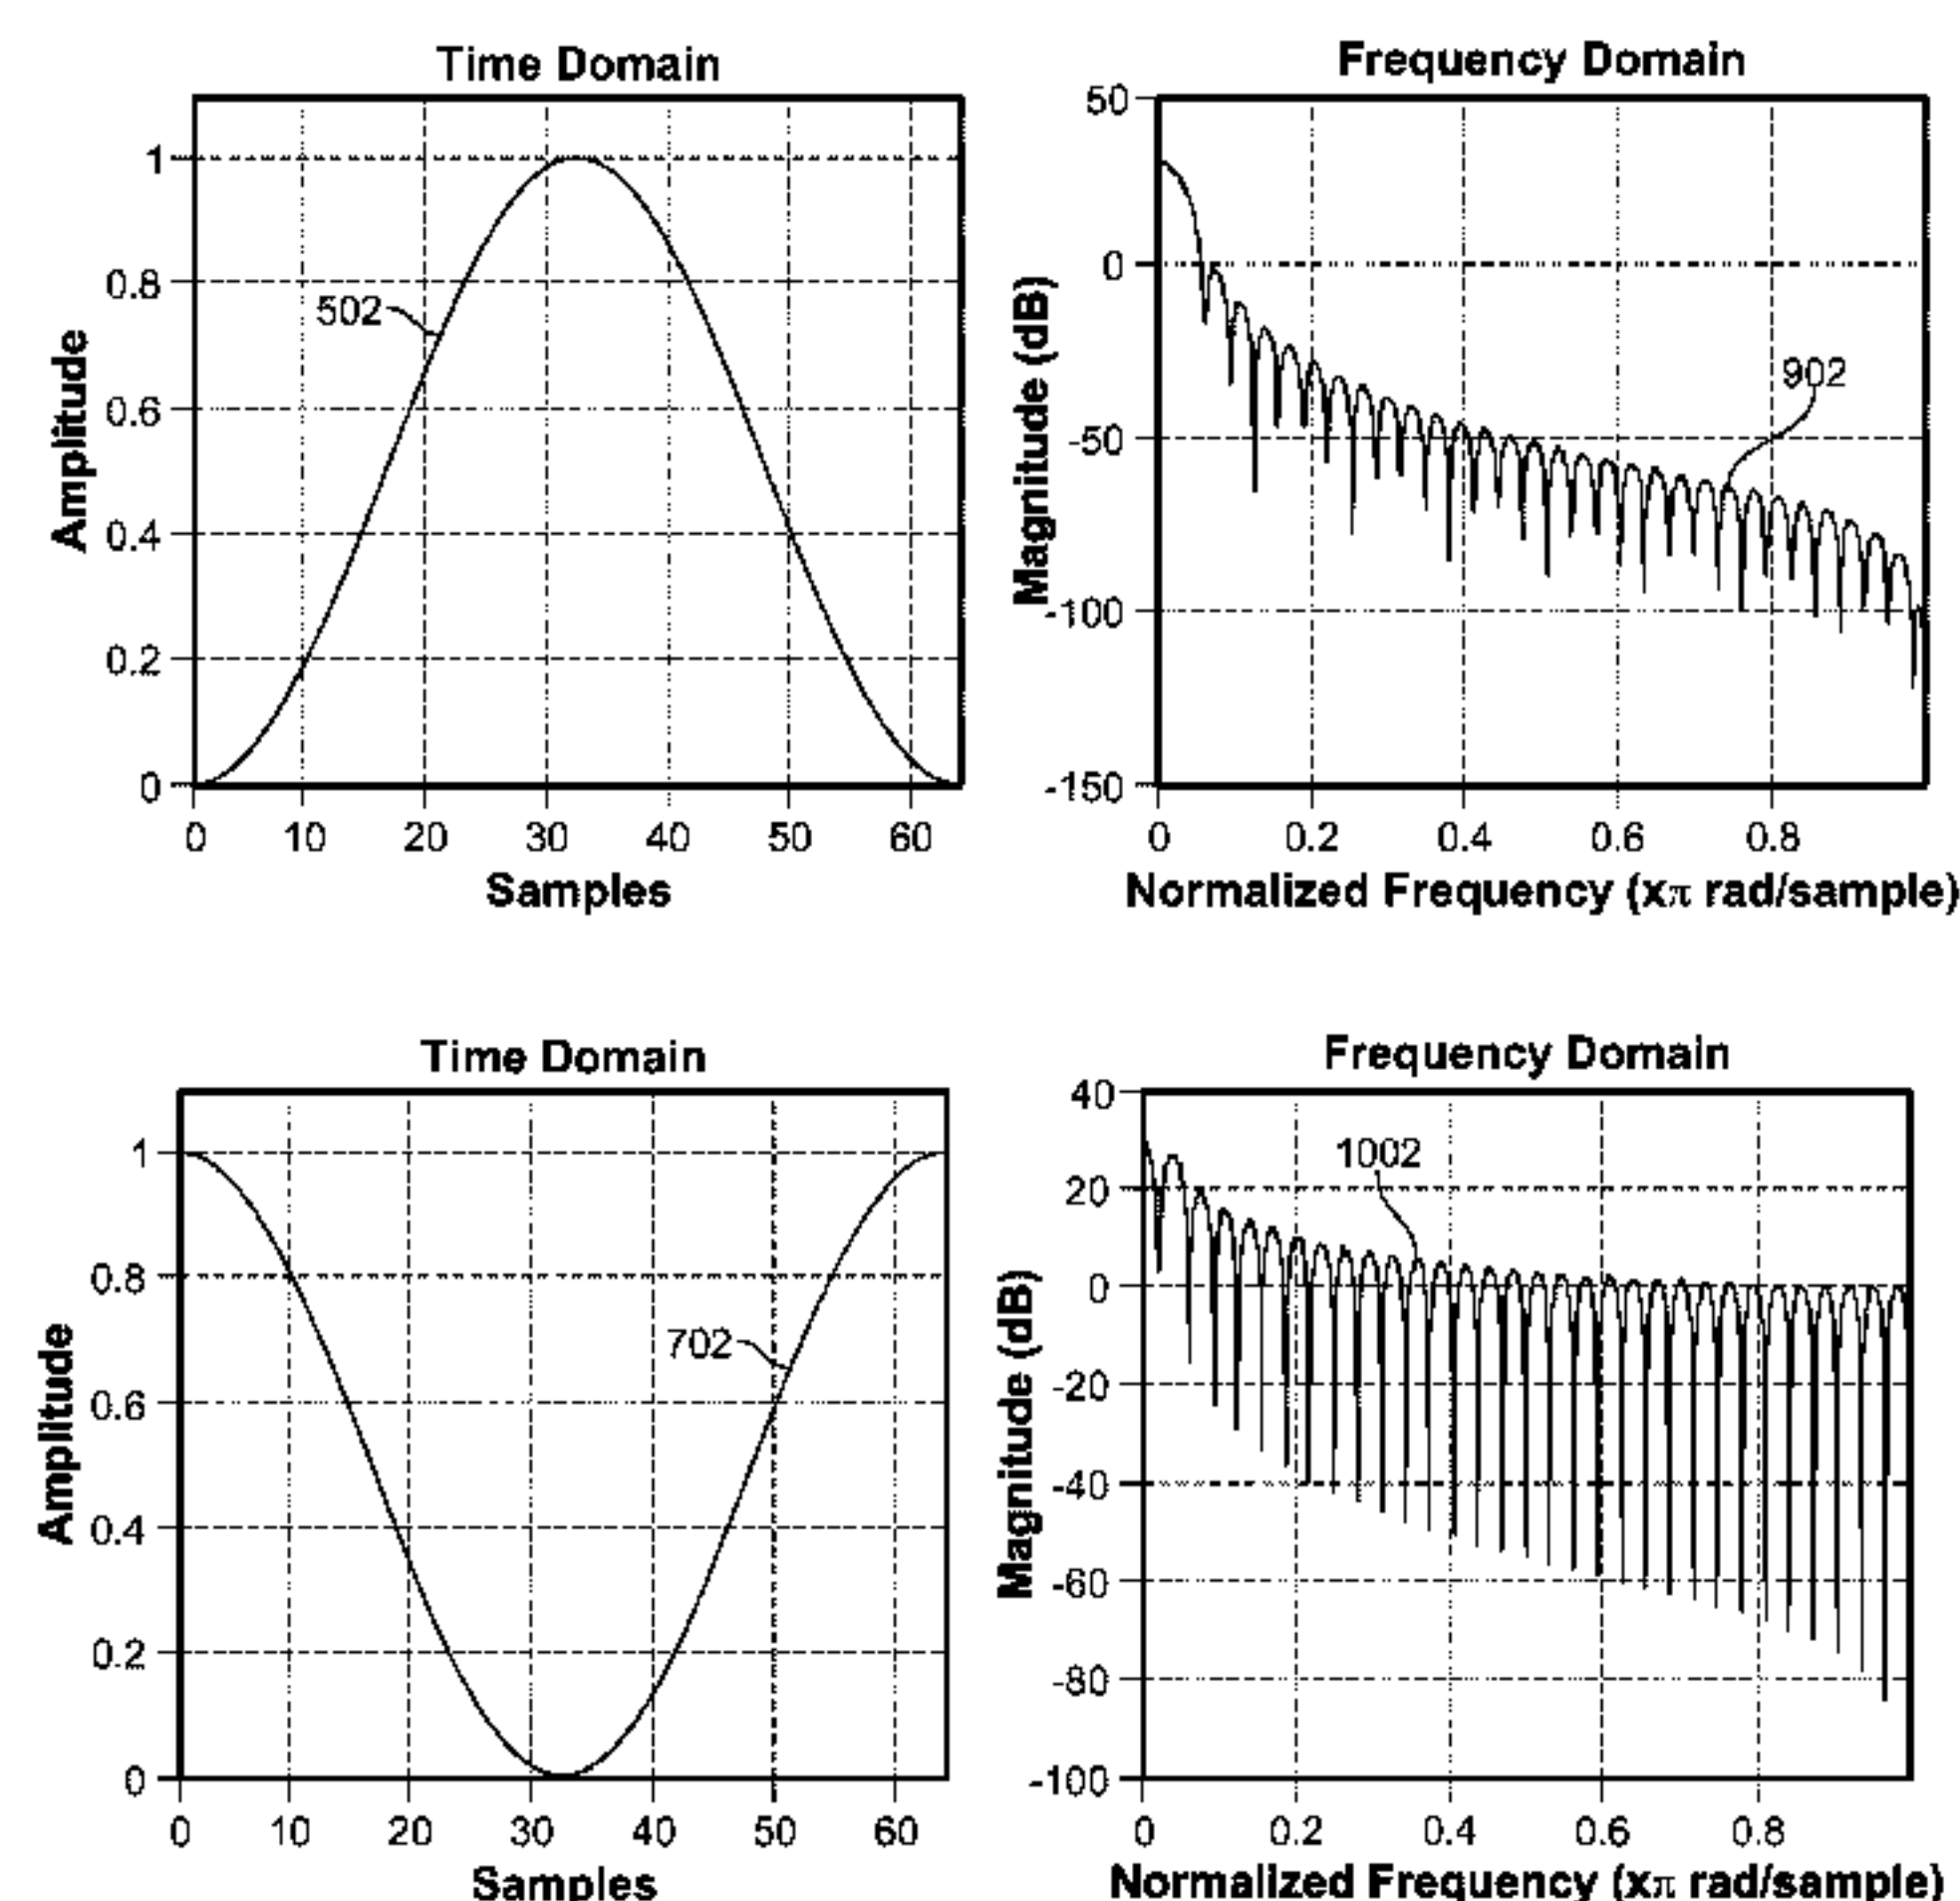 Time Domain
Amplitude
1
0.8
0.6
0.4
0.2
0
502
0 10 20 30 40 50 60
Samples
Frequency Domain
Magnitude (dB)
50
0
-50
-100
-150
902
0 0.2 0.4 0.6 0.8
Normalized Frequency (xπ rad/sample)
Time Domain
Amplitude
1
0.8
0.6
0.4
0.2
0
702
0 10 20 30 40 50 60
Samples
Frequency Domain
Magnitude (dB)
40
20
0
-20
-40
-60
-80
-100
1002
0 0.2 0.4 0.6 0.8
Normalized Frequency (xπ rad/sample)